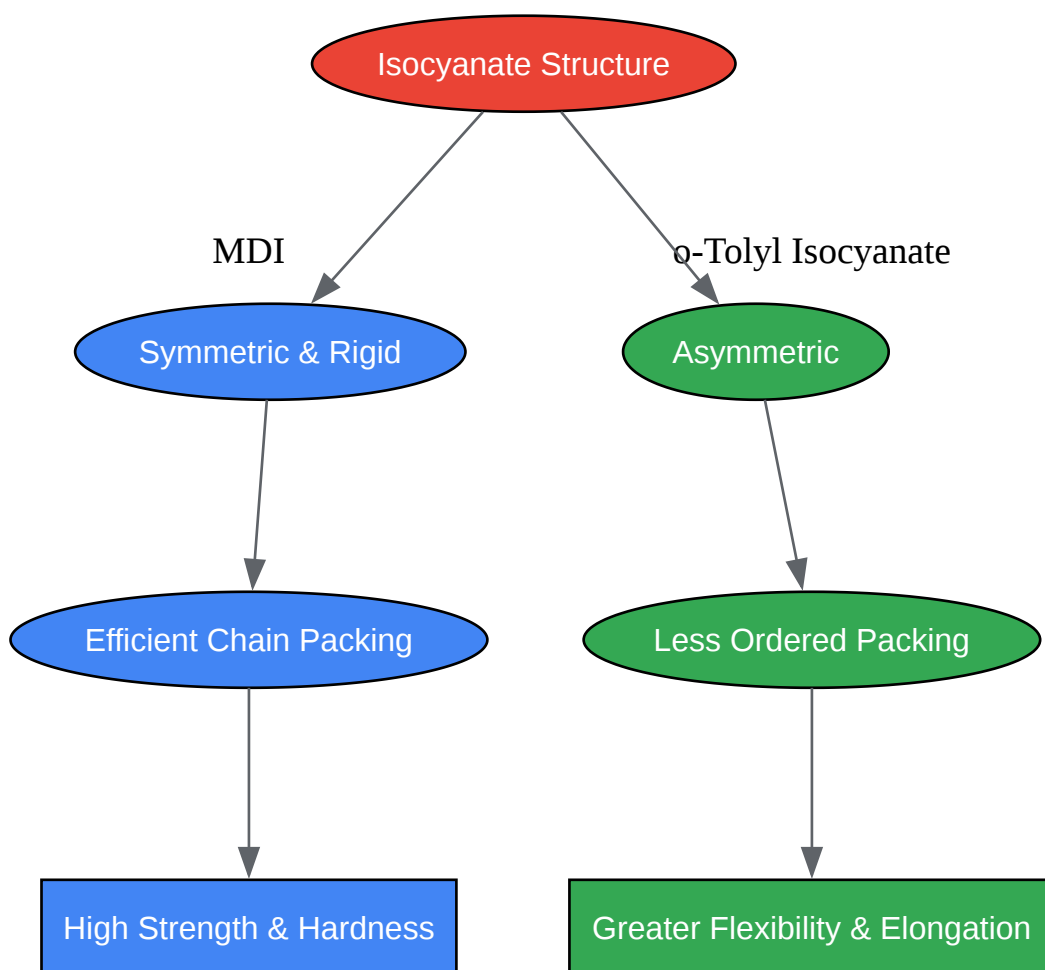 Isocyanate Structure
MDI
o-Tolyl Isocyanate
Symmetric & Rigid
Asymmetric
Efficient Chain Packing
Less Ordered Packing
High Strength & Hardness
Greater Flexibility & Elongation